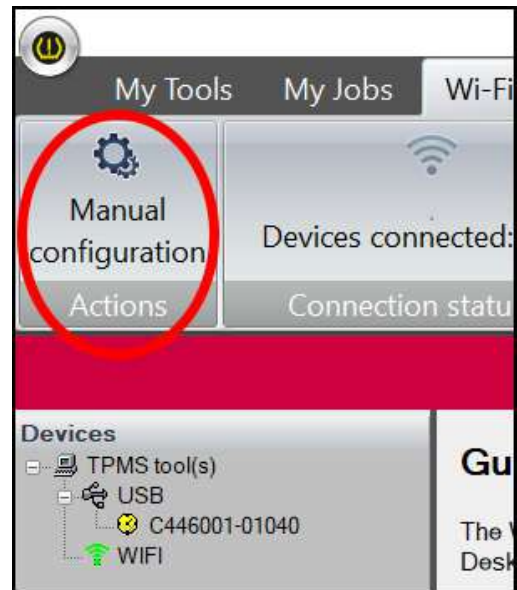 My Tools My Jobs Wi-Fi
Manual
configuration
Devices connected:
Actions Connection statu
Devices
TPMS tool(s)
USB
C446001-01040
WIFI
Gu
The
Desk